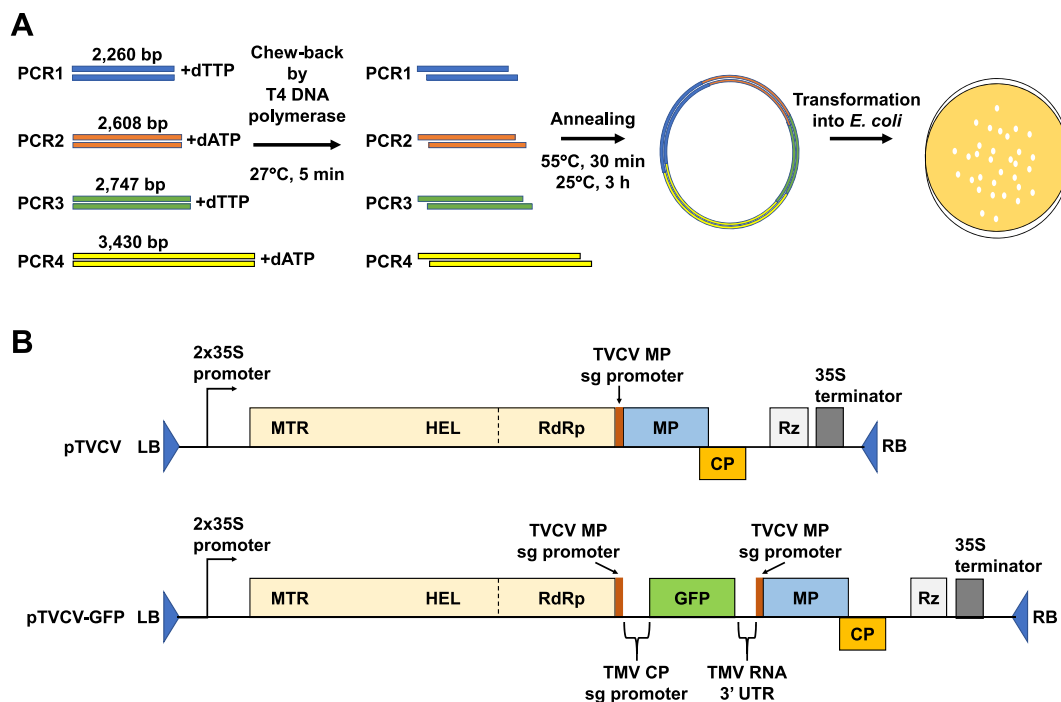 A
2,260 bp
PCR1
+dTTP
2,608 bp
PCR2
+dATP
2,747 bp
PCR3
+dTTP
3,430 bp
PCR4
+dATP
Chew-back
by
T4 DNA
polymerase
27ºC, 5 min
PCR1
PCR2
PCR3
PCR4
Annealing
55ºC, 30 min
25ºC, 3 h
Transformation
into E. coli
B
2x35S
promoter
TVCV MP
sg promoter
35S
terminator
pTVCV
LB
MTR
HEL
RdRp
MP
CP
Rz
RB
2x35S
promoter
TVCV MP
sg promoter
TVCV MP
sg promoter
35S
terminator
pTVCV-GFP
LB
MTR
HEL
RdRp
GFP
MP
CP
Rz
RB
TMV CP
sg promoter
TMV RNA
3' UTR